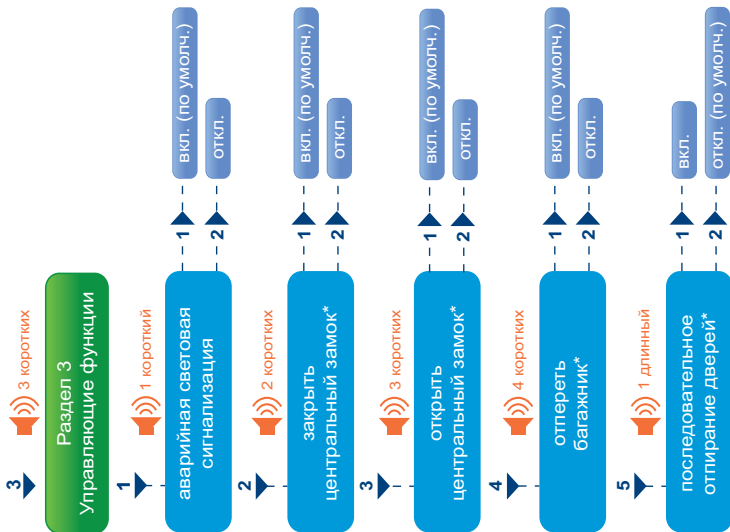 3
3 коротких
Раздел 3
Управляющие функции
1
1 короткий
аварийная световая
сигнализация
1
вкл. (по умолч.)
2
откл.
2
2 коротких
закрыть
центральный замок*
1
вкл. (по умолч.)
2
откл.
3
3 коротких
открыть
центральный замок*
1
вкл. (по умолч.)
2
откл.
4
4 коротких
отпереть
багажник*
1
вкл. (по умолч.)
2
откл.
5
1 длинный
последовательное
отпирание дверей*
1
вкл.
2
откл. (по умолч.)